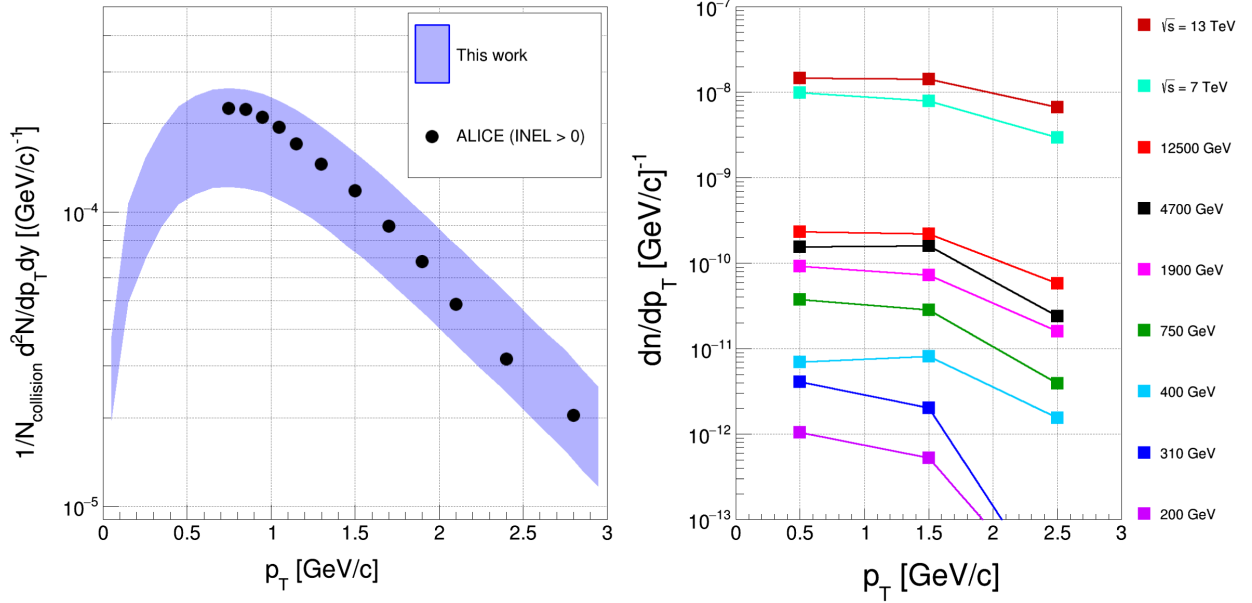 This work
ALICE (INEL > 0)
10⁻⁴
10⁻⁵
0 0.5 1 1.5 2 2.5 3
p_T [GeV/c]
1/N_collision d²N/dp_T dy [(GeV/c)⁻¹]
10⁻⁷
10⁻⁸
10⁻⁹
10⁻¹⁰
10⁻¹¹
10⁻¹²
10⁻¹³
0 0.5 1 1.5 2 2.5 3
p_T [GeV/c]
dn/dp_T [GeV/c]⁻¹
√s = 13 TeV
√s = 7 TeV
12500 GeV
4700 GeV
1900 GeV
750 GeV
400 GeV
310 GeV
200 GeV